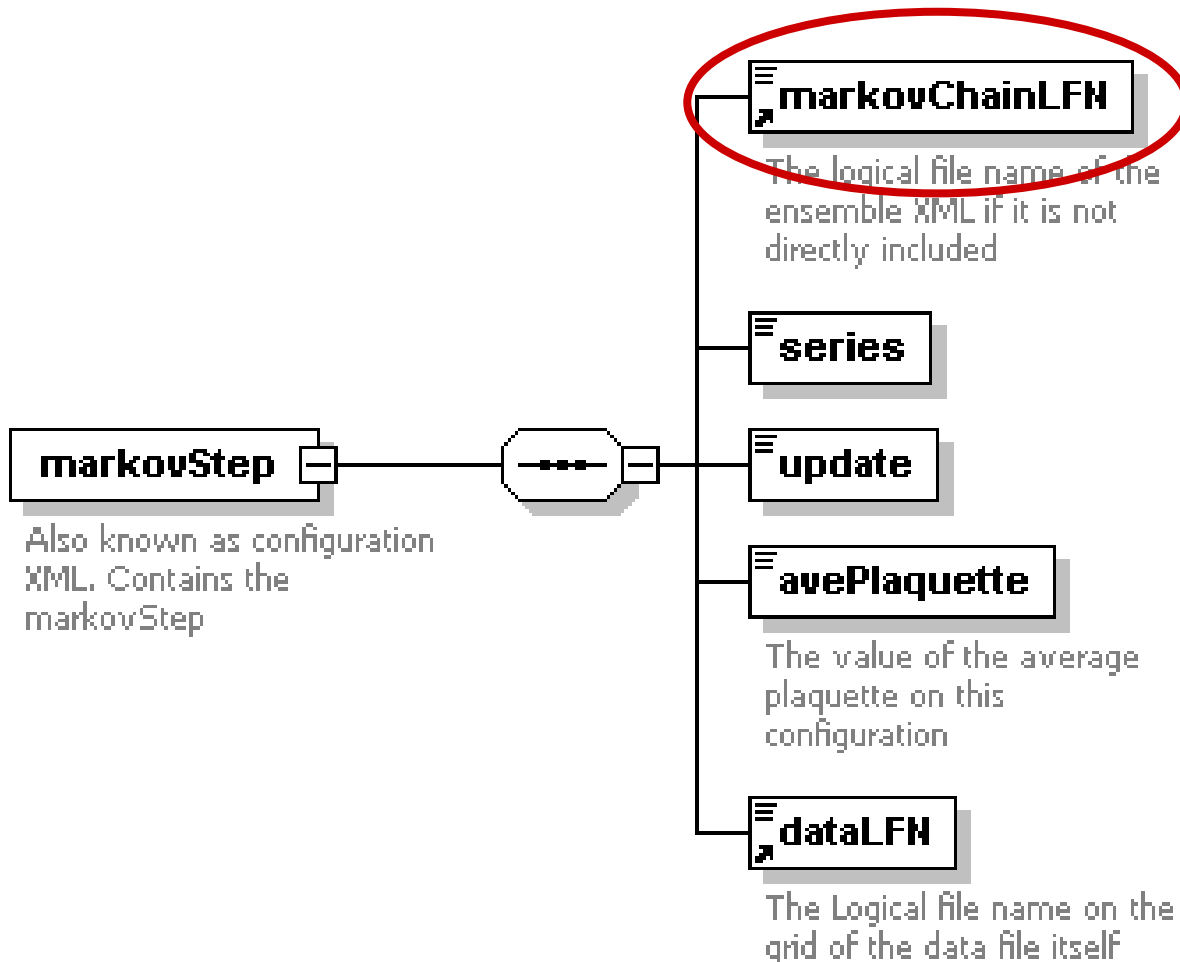 markovChainLFN
The logical file name of the
ensemble XML if it is not
directly included
series
markovStep
Also known as configuration
XML. Contains the
markovStep
update
avePlaquette
The value of the average
plaquette on this
configuration
dataLFN
The Logical file name on the
grid of the data file itself